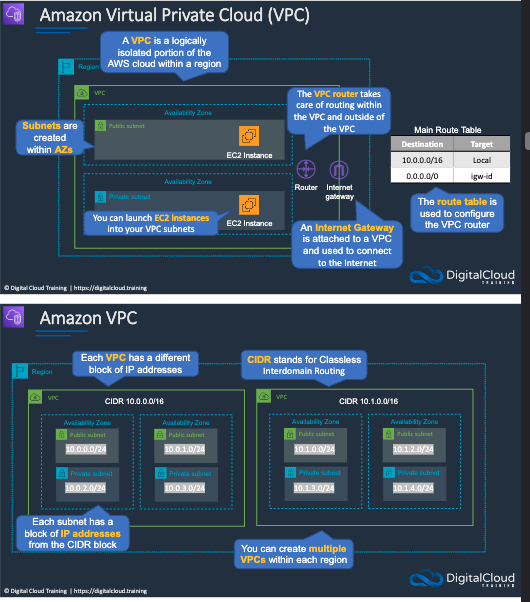 Amazon Virtual Private Cloud (VPC)
A VPC is a logically
isolated portion of the
AWS cloud within a region
Region
VPC
The VPC router takes
care of routing within
the VPC and outside of
the VPC
Availability Zone
Subnets are
created
within AZs
Public subnet
EC2 Instance
Main Route Table
Destination Target
10.0.0.0/16 Local
0.0.0.0/0 igw-id
Availability Zone
Private subnet
You can launch EC2 Instances
into your VPC subnets
EC2 Instance
Router
Internet
gateway
The route table is
used to configure
the VPC router
An Internet Gateway
is attached to a VPC
and used to connect
to the Internet
DigitalCloud
TRAINING
© Digital Cloud Training | https://digitalcloud.training
Amazon VPC
Each VPC has a different
block of IP addresses
CIDR stands for Classless
Interdomain Routing
Region
VPC
CIDR 10.0.0.0/16
Availability Zone
Public subnet
10.0.0.0/24
Private subnet
10.0.2.0/24
Availability Zone
Public subnet
10.0.1.0/24
Private subnet
10.0.3.0/24
VPC
CIDR 10.1.0.0/16
Availability Zone
Public subnet
10.1.0.0/24
Private subnet
10.1.3.0/24
Availability Zone
Public subnet
10.1.2.0/24
Private subnet
10.1.4.0/24
Each subnet has a
block of IP addresses
from the CIDR block
You can create multiple
VPCs within each region
DigitalCloud
TRAINING
© Digital Cloud Training | https://digitalcloud.training